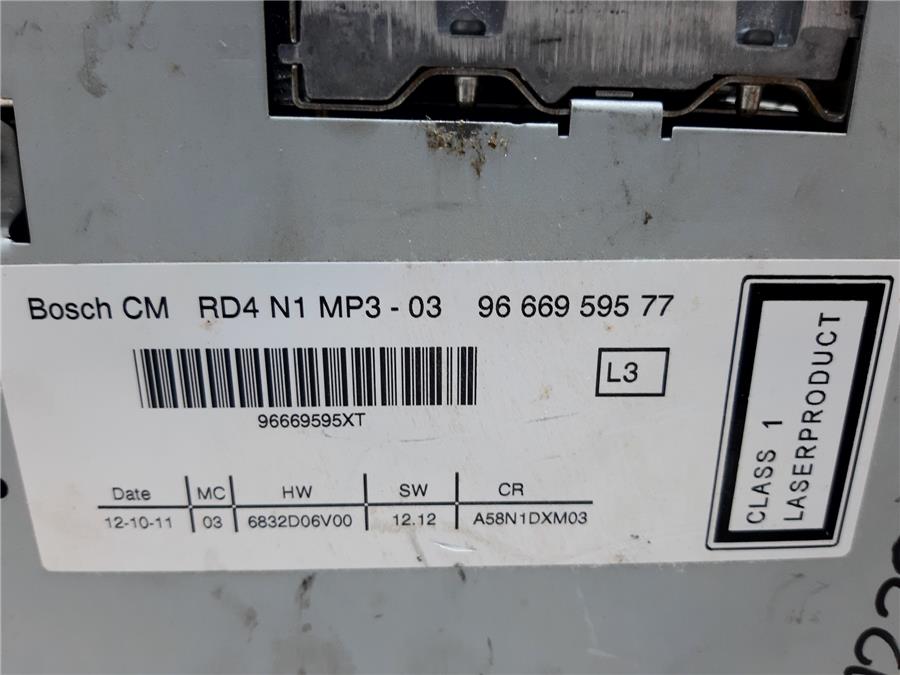 Bosch CM RD4 N1 MP3 - 03 96 669 595 77
L3
96669595XT
Date MC HW SW CR
12-10-11 03 6832D06V00 12.12 A58N1DXM03
CLASS 1
LASERPRODUCT